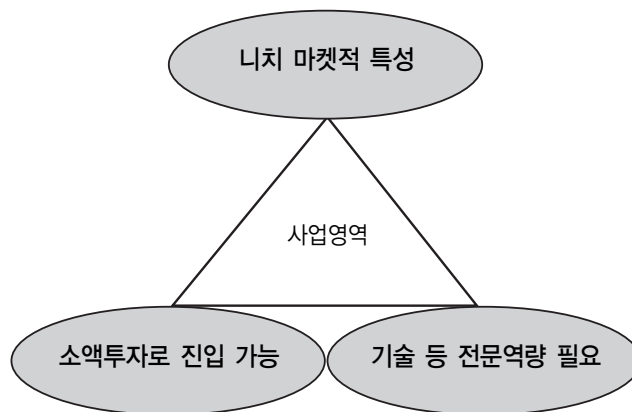 니치 마켓적 특성
사업영역
소액투자로 진입 가능
기술 등 전문역량 필요